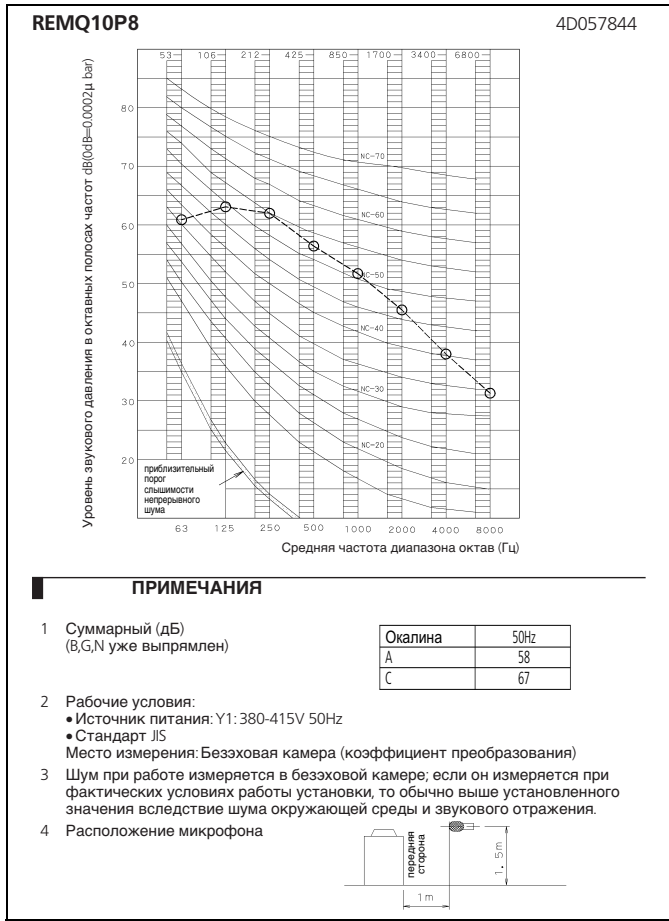 REMQ10P8
4D057844
53 106 212 425 850 1700 3400 6800
Уровень звукового давления в октавных полосах частот dB(0dB=0.0002μ bar)
80
70
60
50
40
30
20
NC-70
NC-60
NC-50
NC-40
NC-30
NC-20
приблизительный
порог
слышимости
непрерывного
шума
63 125 250 500 1000 2000 4000 8000
Средняя частота диапазона октав (Гц)
ПРИМЕЧАНИЯ
1 Суммарный (дБ)
(B,G,N уже выпрямлен)
Окалина 50Hz
A 58
C 67
2 Рабочие условия:
• Источник питания: Y1: 380-415V 50Hz
• Стандарт JIS
Место измерения: Безэховая камера (коэффициент преобразования)
3 Шум при работе измеряется в безэховой камере; если он измеряется при
фактических условиях работы установки, то обычно выше установленного
значения вследствие шума окружающей среды и звукового отражения.
4 Расположение микрофона
передняя
сторона
1m
1. 5m